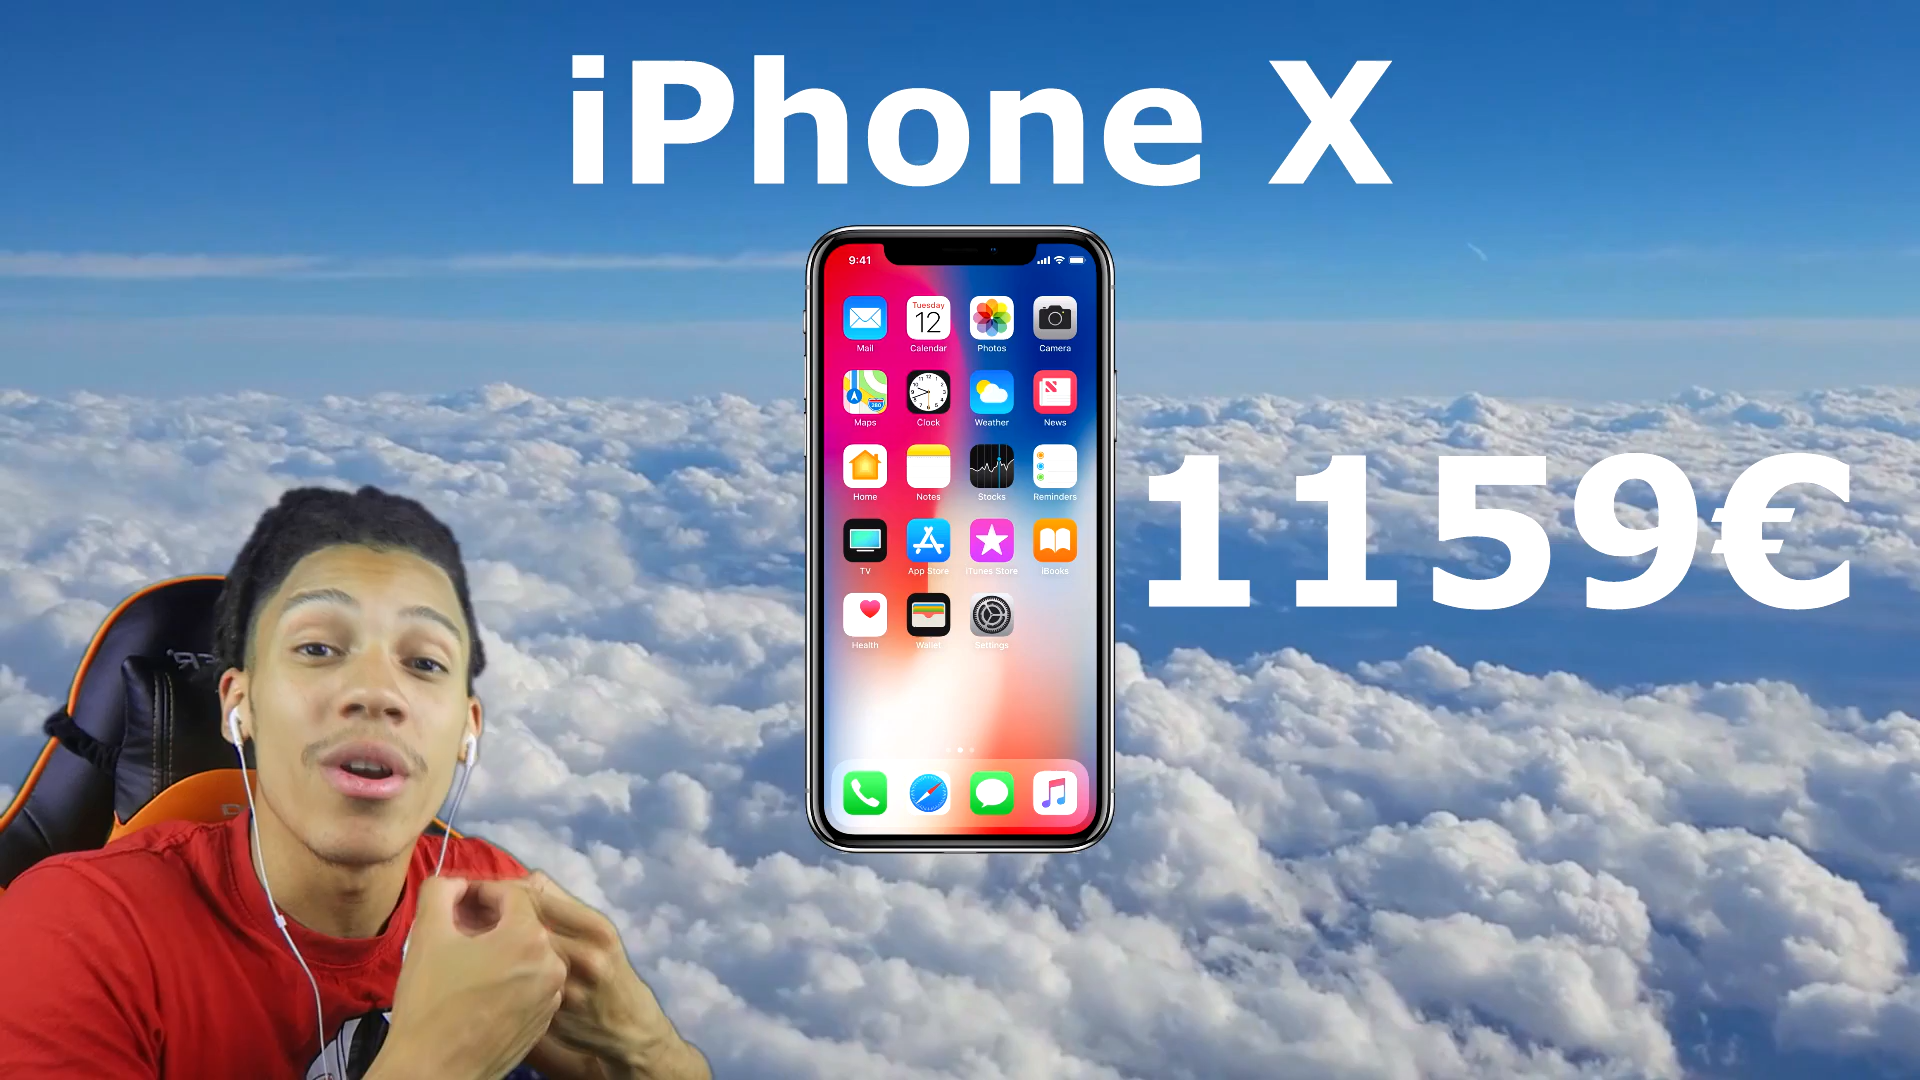 iPhone X
9:41
Tuesday
12
Mail Calendar Photos Camera
280
Maps Clock Weather News
Home Notes Stocks Reminders
1159€
TV App Store iTunes Store iBooks
Health Wallet Settings